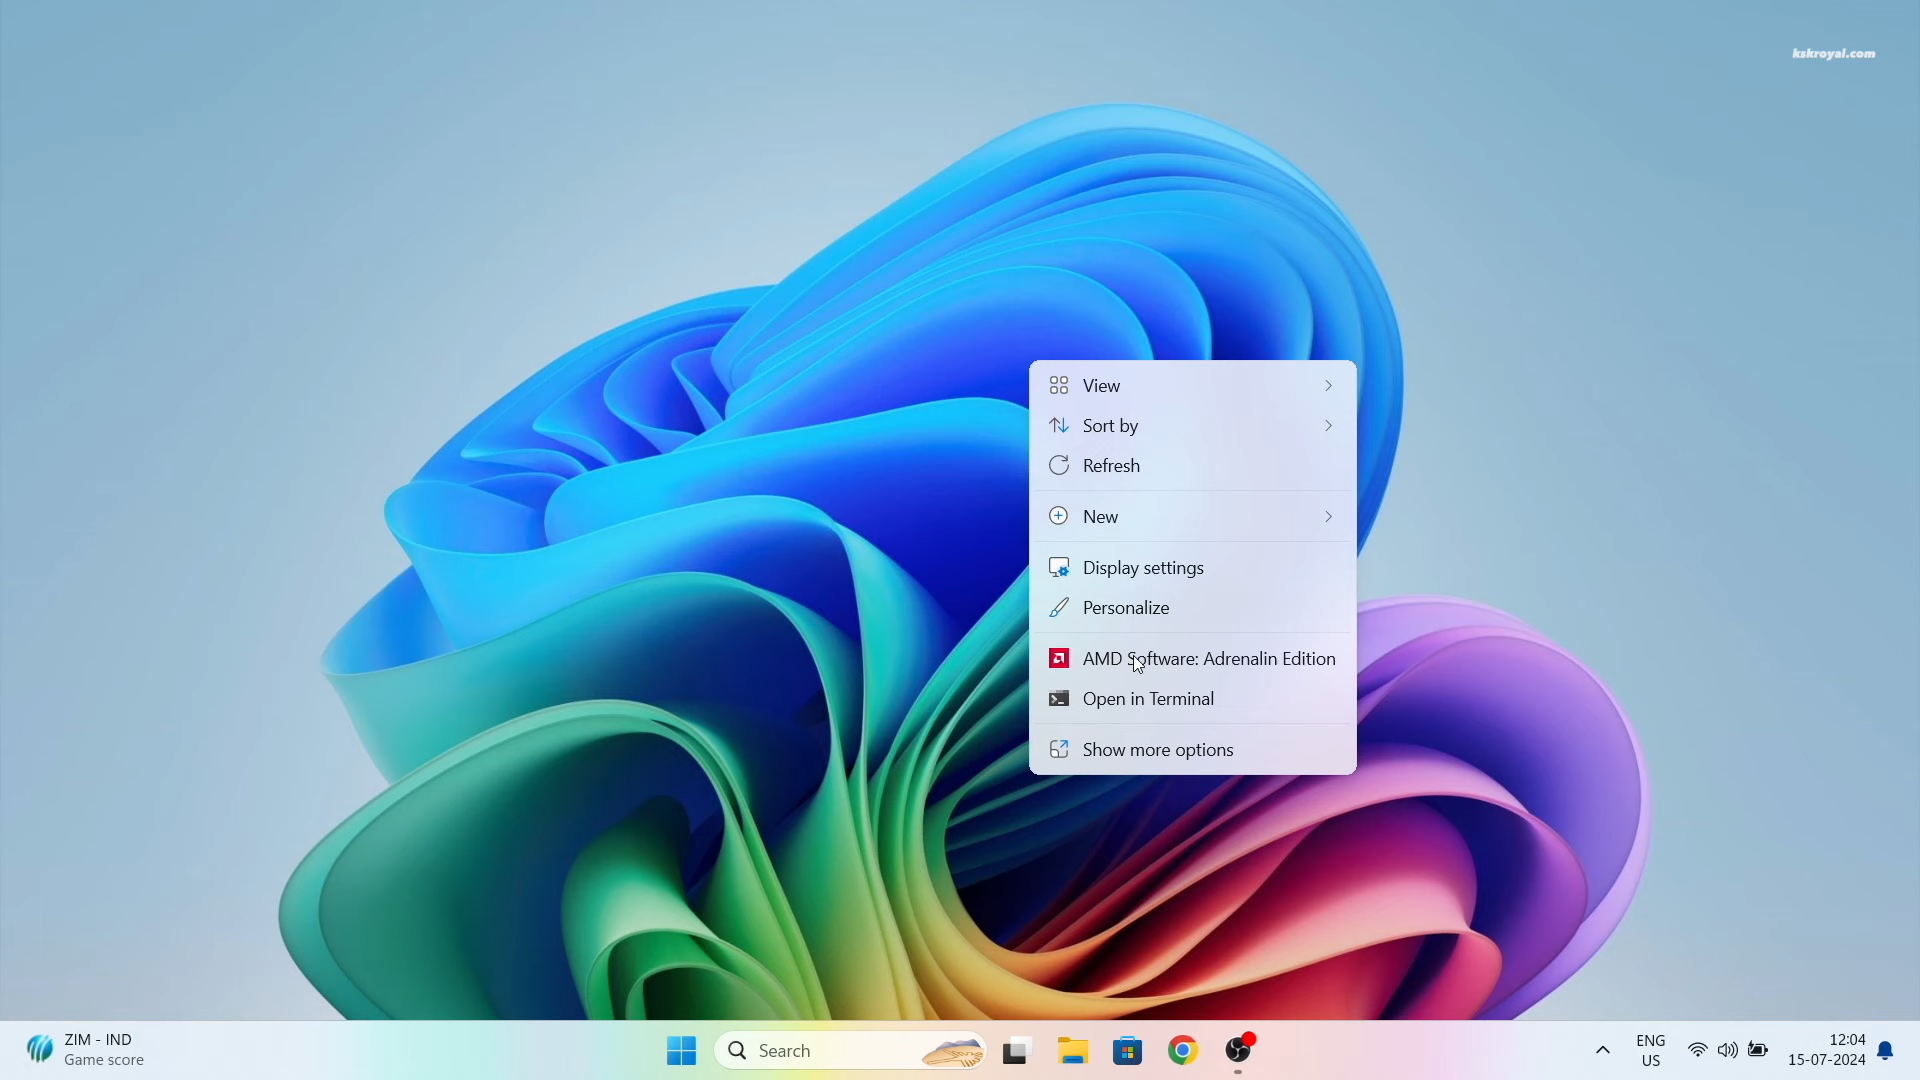 kskroyal.com
View
Sort by
Refresh
New
Display settings
Personalize
AMD Software: Adrenalin Edition
Open in Terminal
Show more options
ZIM - IND
Game score
Search
ENG
US
12:04
15-07-2024